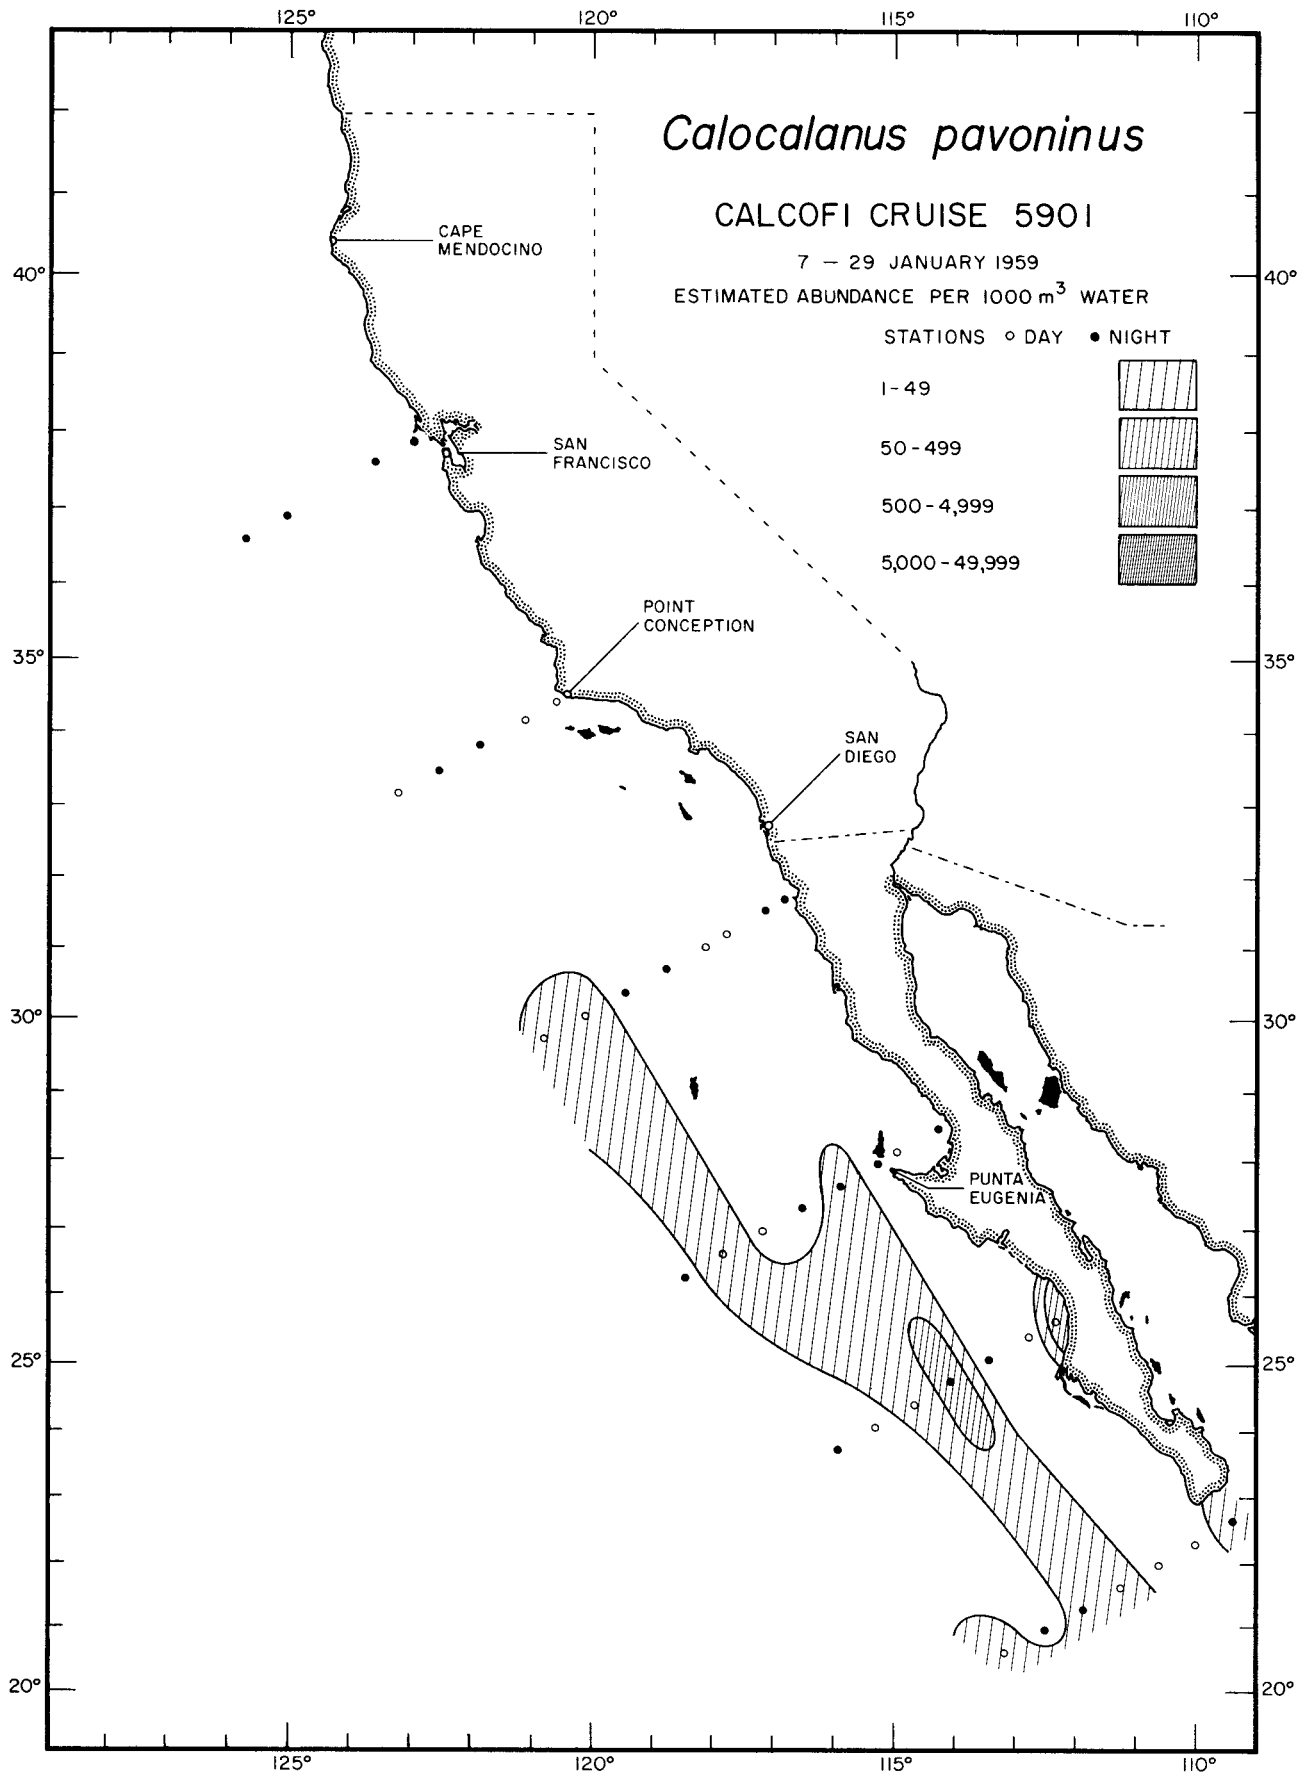 125° 120° 115° 110°
Calocalanus pavoninus
CALCOFI CRUISE 5901
7 – 29 JANUARY 1959
ESTIMATED ABUNDANCE PER 1000 m³ WATER
STATIONS ○ DAY ● NIGHT
1-49
50-499
500-4,999
5,000-49,999
CAPE
MENDOCINO
40° 40°
SAN
FRANCISCO
POINT
CONCEPTION
35° 35°
SAN
DIEGO
30° 30°
PUNTA
EUGENIA
25° 25°
20° 20°
125° 120° 115° 110°